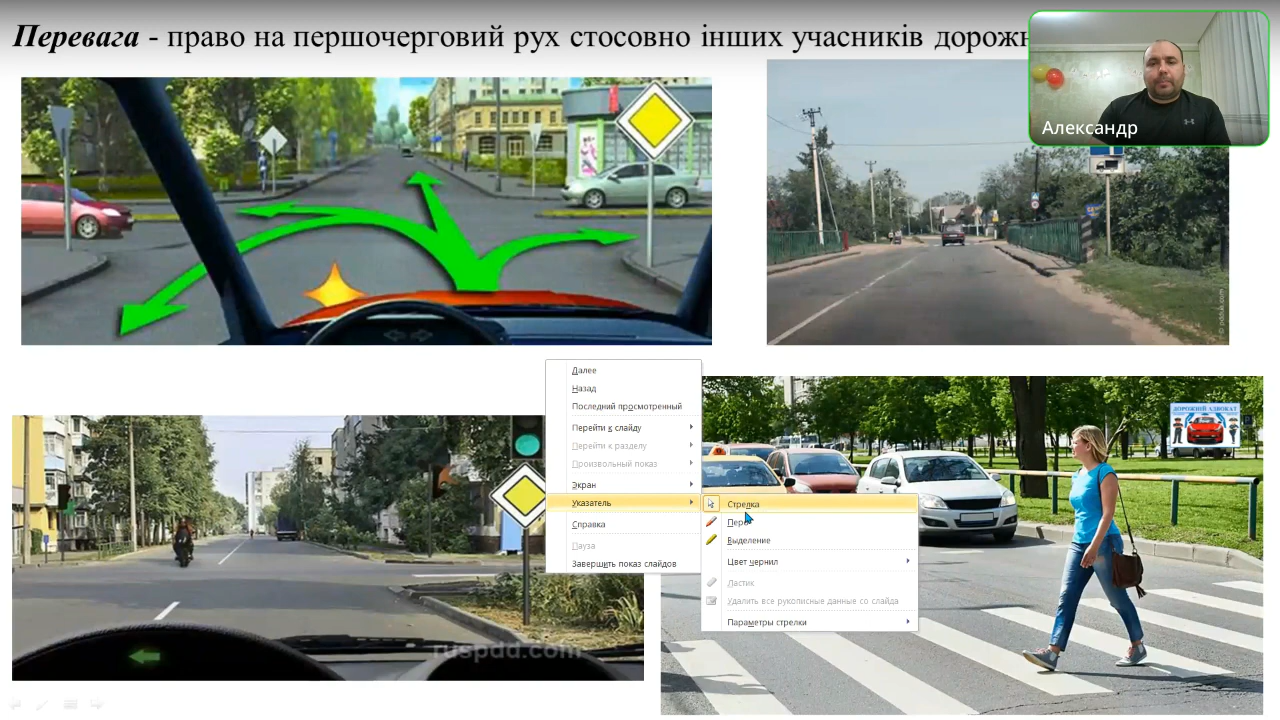 Перевага - право на першочерговий рух стосовно інших учасників дорожн
Александр
Далее
Назад
Последний просмотренный
Перейти к слайду
Перейти к разделу
Произвольный показ
Экран
Указатель
Справка
Пауза
Завершить показ слайдов
Стрелка
Перо
Выделение
Цвет чернил
Ластик
Удалить все рукописные данные со слайда
Параметры стрелки
ДОРОЖНІЙ АДВОКАТ
ruspdd.com